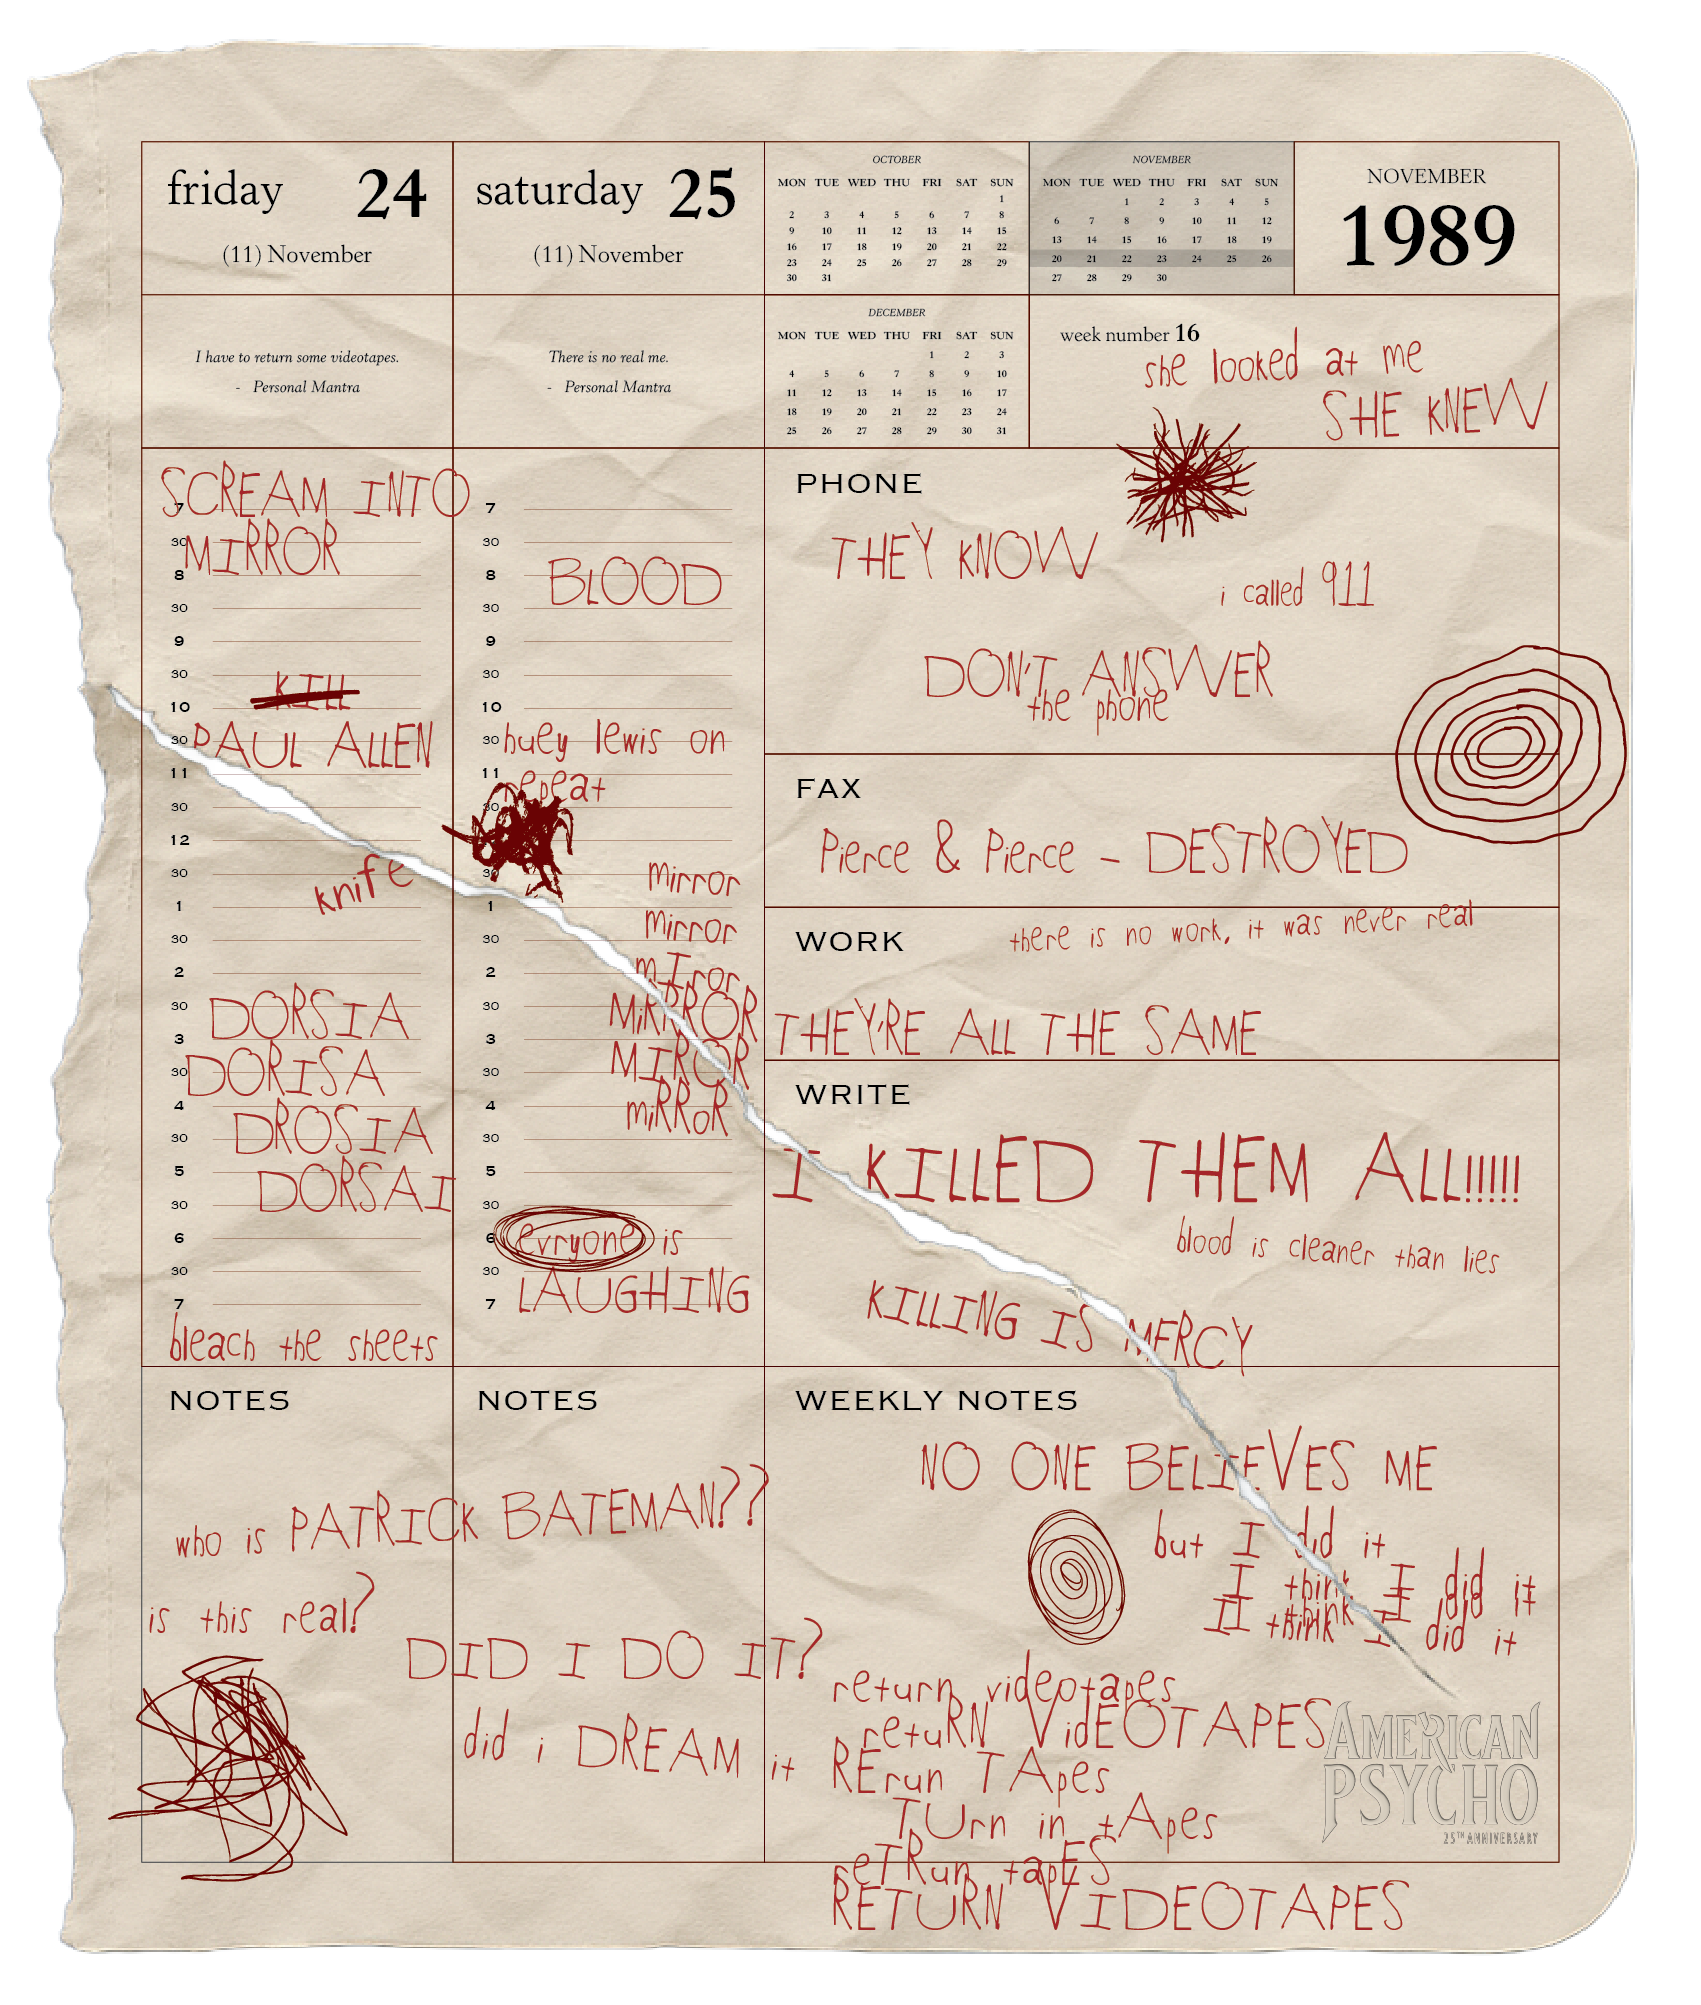 friday 24
(11) November
saturday 25
(11) November
OCTOBER
MON TUE WED THU FRI SAT SUN
1
2 3 4 5 6 7 8
9 10 11 12 13 14 15
16 17 18 19 20 21 22
23 24 25 26 27 28 29
30 31
NOVEMBER
MON TUE WED THU FRI SAT SUN
1 2 3 4 5
6 7 8 9 10 11 12
13 14 15 16 17 18 19
20 21 22 23 24 25 26
27 28 29 30
NOVEMBER
1989
I have to return some videotapes.
- Personal Mantra
There is no real me.
- Personal Mantra
DECEMBER
MON TUE WED THU FRI SAT SUN
1 2 3
4 5 6 7 8 9 10
11 12 13 14 15 16 17
18 19 20 21 22 23 24
25 26 27 28 29 30 31
week number 16
she looked at me
SHE KNEW
SCREAM INTO
7
30 MIRROR
8
30
9
30
KILL
10
30 PAUL ALLEN
11
30
12
30 knife
1
30
2
30 DORSIA
3
30 DORISA
4
DROSIA
30
5 DORSAI
30
6
30
7
bleach the sheets
7
30
8 BLOOD
30
9
30
10
30 huey lewis on
11 repeat
30
30 mirror
1
mirror
30
2 mIror
30 MiRROR
3
MIROR
30
4 miRRoR
30
5
30
6 evryone is
30
LAUGHING
7
PHONE
THEY KNOW
i called 911
DON'T ANSWER
the phone
FAX
Pierce & Pierce - DESTROYED
WORK
there is no work, it was never real
THEY'RE ALL THE SAME
WRITE
I KILLED THEM ALL!!!!!
blood is cleaner than lies
KILLING IS MERCY
NOTES
NOTES
who is PATRICK BATEMAN??
is this real?
DID I DO IT?
did i DREAM it
WEEKLY NOTES
NO ONE BELIEVES ME
but I did it
I think I did it
II think I did it
return videotapes
retuRN VidEOTAPES
RErun TApes
TUrn in tApes
reTRun tapES
RETURN VIDEOTAPES
AMERICAN
PSYCHO
25TH ANNIVERSARY